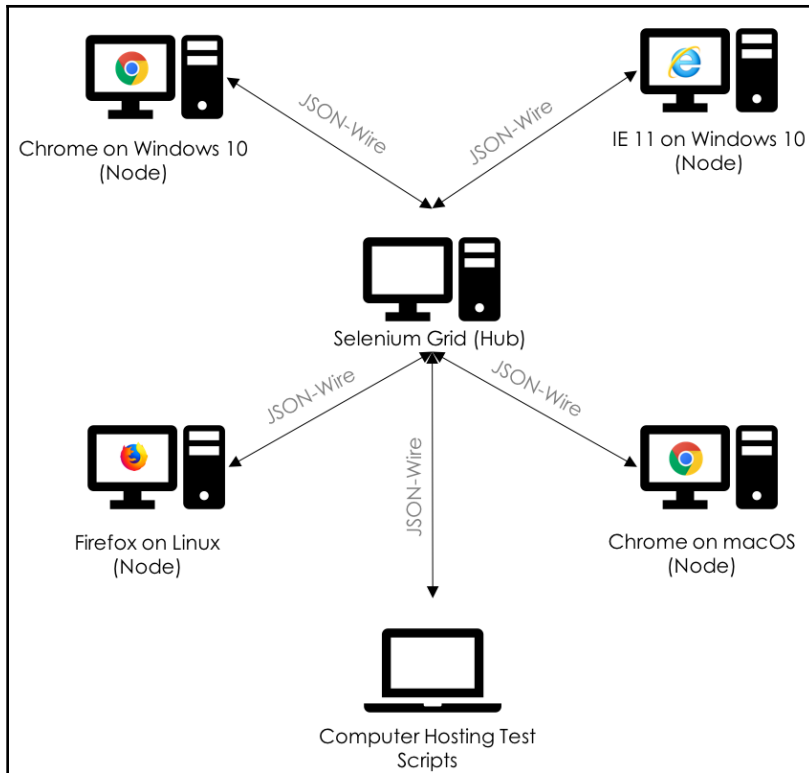 Chrome on Windows 10
(Node)
IE 11 on Windows 10
(Node)
JSON-Wire
JSON-Wire
Selenium Grid (Hub)
JSON-Wire
JSON-Wire
JSON-Wire
Firefox on Linux
(Node)
Chrome on macOS
(Node)
Computer Hosting Test
Scripts